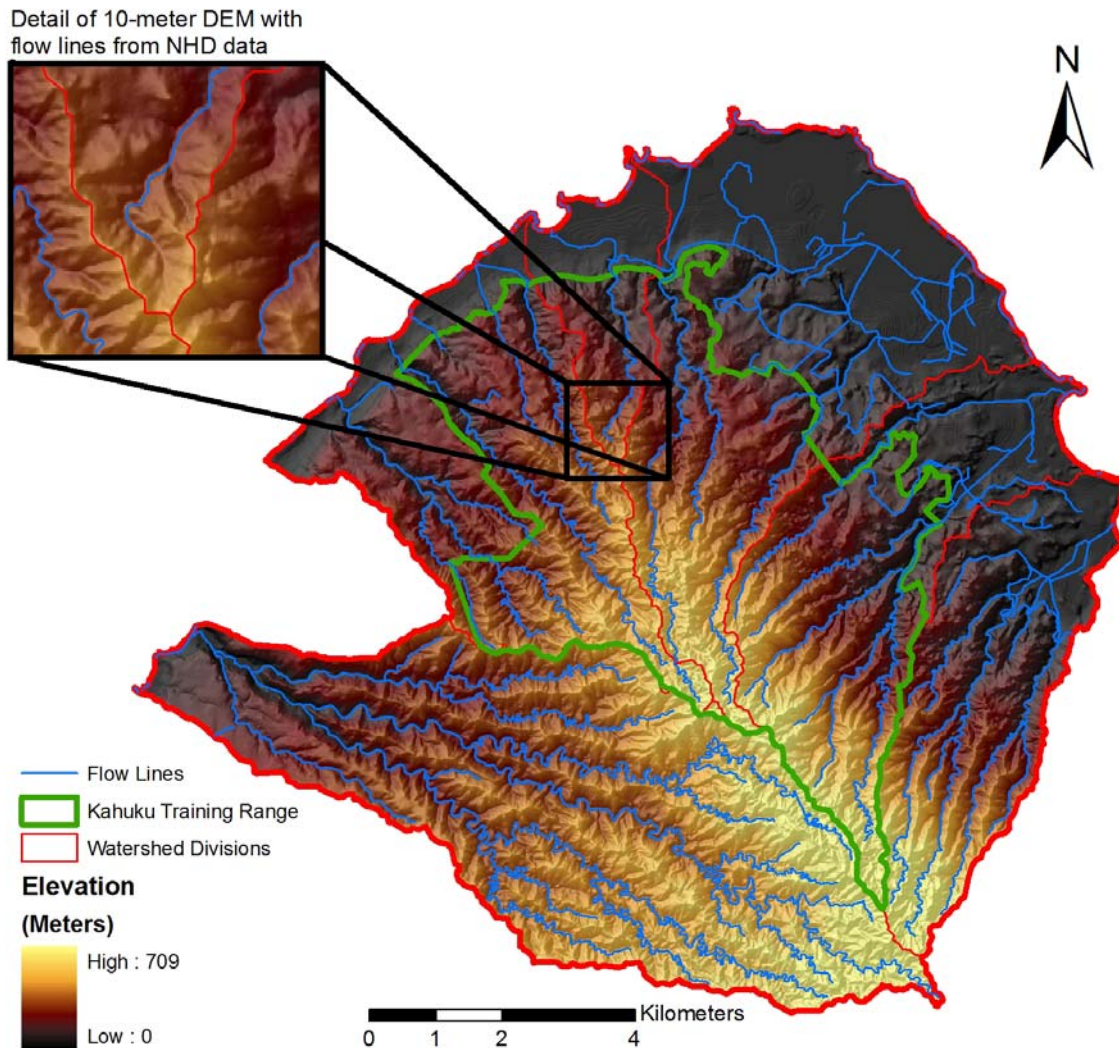 Detail of 10-meter DEM with
flow lines from NHD data
N
Flow Lines
Kahuku Training Range
Watershed Divisions
Elevation
(Meters)
High : 709
Low : 0
Kilometers
0 1 2 4